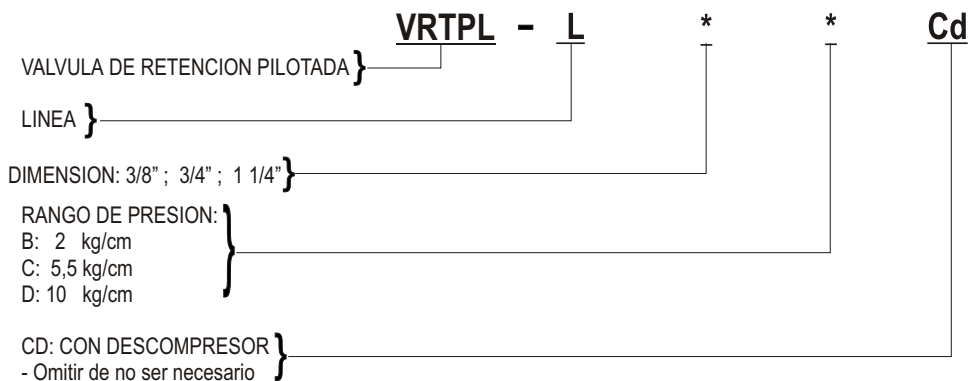 VRTPL - L * * Cd
VALVULA DE RETENCION PILOTADA
LINEA
DIMENSION: 3/8” ; 3/4” ; 1 1/4”
RANGO DE PRESION:
B: 2 kg/cm
C: 5,5 kg/cm
D: 10 kg/cm
CD: CON DESCOMPRESOR
- Omitir de no ser necesario